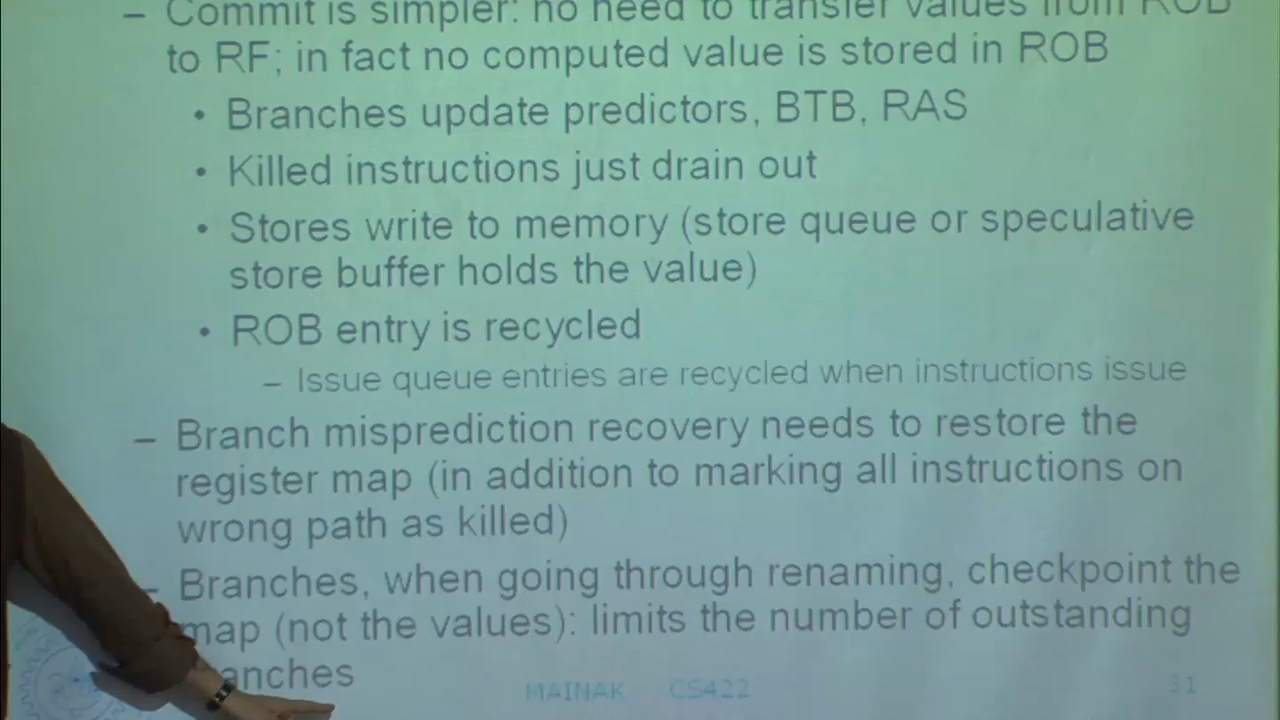 – Commit is simpler: no need to transfer values from ROB
to RF; in fact no computed value is stored in ROB
• Branches update predictors, BTB, RAS
• Killed instructions just drain out
• Stores write to memory (store queue or speculative
store buffer holds the value)
• ROB entry is recycled
– Issue queue entries are recycled when instructions issue
– Branch misprediction recovery needs to restore the
register map (in addition to marking all instructions on
wrong path as killed)
– Branches, when going through renaming, checkpoint the
map (not the values): limits the number of outstanding
anches
MAINAK CS422 31